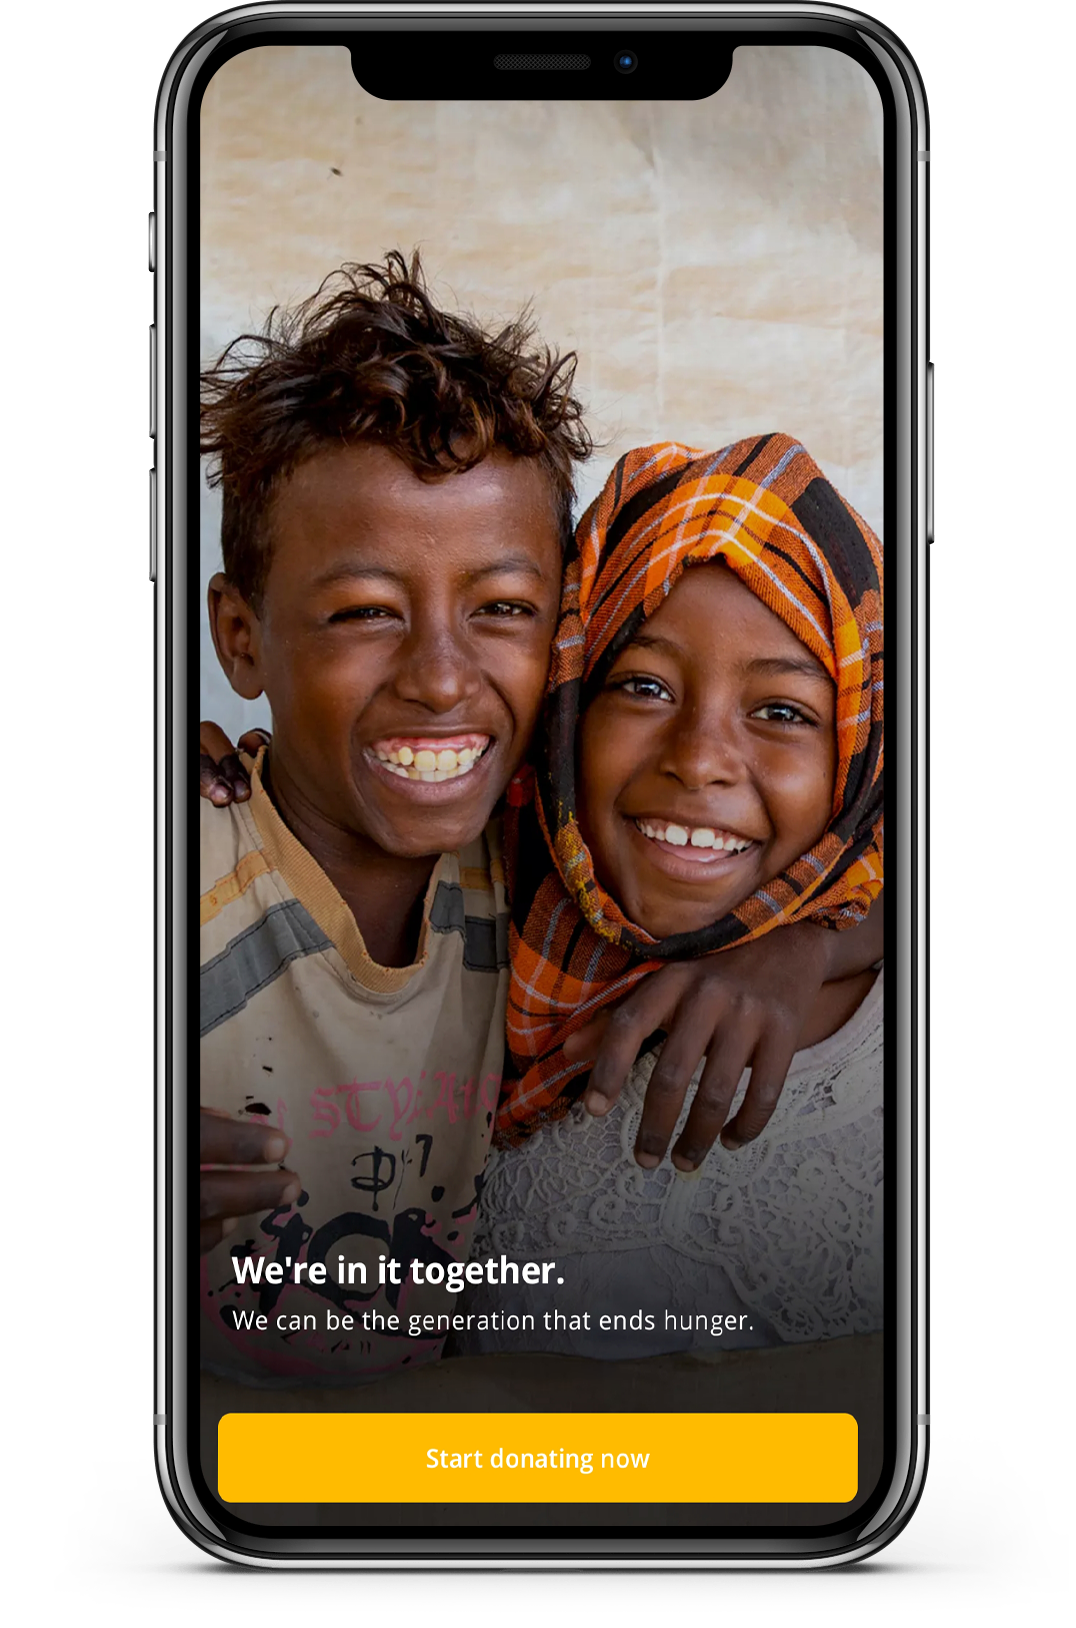 We're in it together.
We can be the generation that ends hunger.
Start donating now